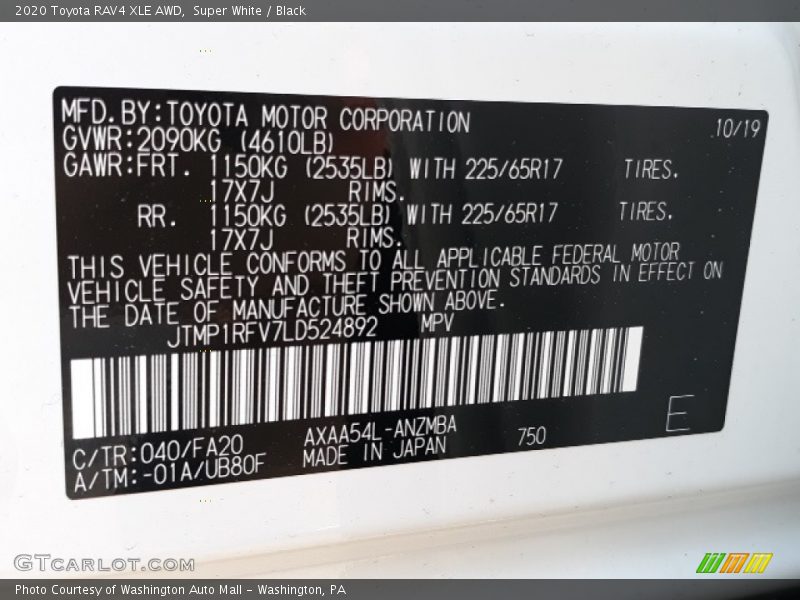 2020 Toyota RAV4 XLE AWD,  Super White / Black
MFD.BY:TOYOTA MOTOR CORPORATION 10/19
GVWR:2090KG (4610LB)
GAWR:FRT. 1150KG (2535LB) WITH 225/65R17 TIRES.
17X7J RIMS.
RR. 1150KG (2535LB) WITH 225/65R17 TIRES.
17X7J RIMS.
THIS VEHICLE CONFORMS TO ALL APPLICABLE FEDERAL MOTOR
VEHICLE SAFETY AND THEFT PREVENTION STANDARDS IN EFFECT ON
THE DATE OF MANUFACTURE SHOWN ABOVE.
JTMP1RFV7LD524892 MPV
E
C/TR:040/FA20 AXAA54L-ANZMBA 750
A/TM:-01A/UB80F MADE IN JAPAN
GTCARLOT.COM
Photo Courtesy of Washington Auto Mall - Washington, PA